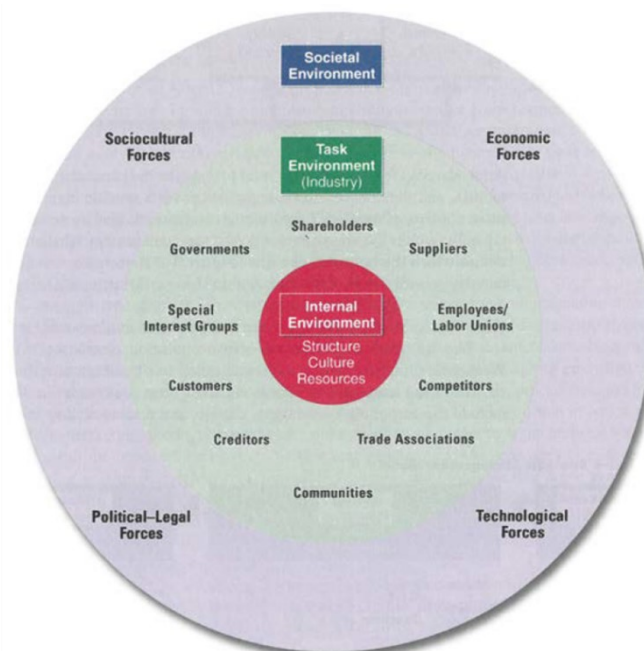 Societal
Environment
Sociocultural
Forces
Economic
Forces
Task
Environment
(Industry)
Shareholders
Governments
Suppliers
Special
Interest Groups
Internal
Environment
Structure
Culture
Resources
Employees/
Labor Unions
Customers
Competitors
Creditors
Trade Associations
Communities
Political–Legal
Forces
Technological
Forces